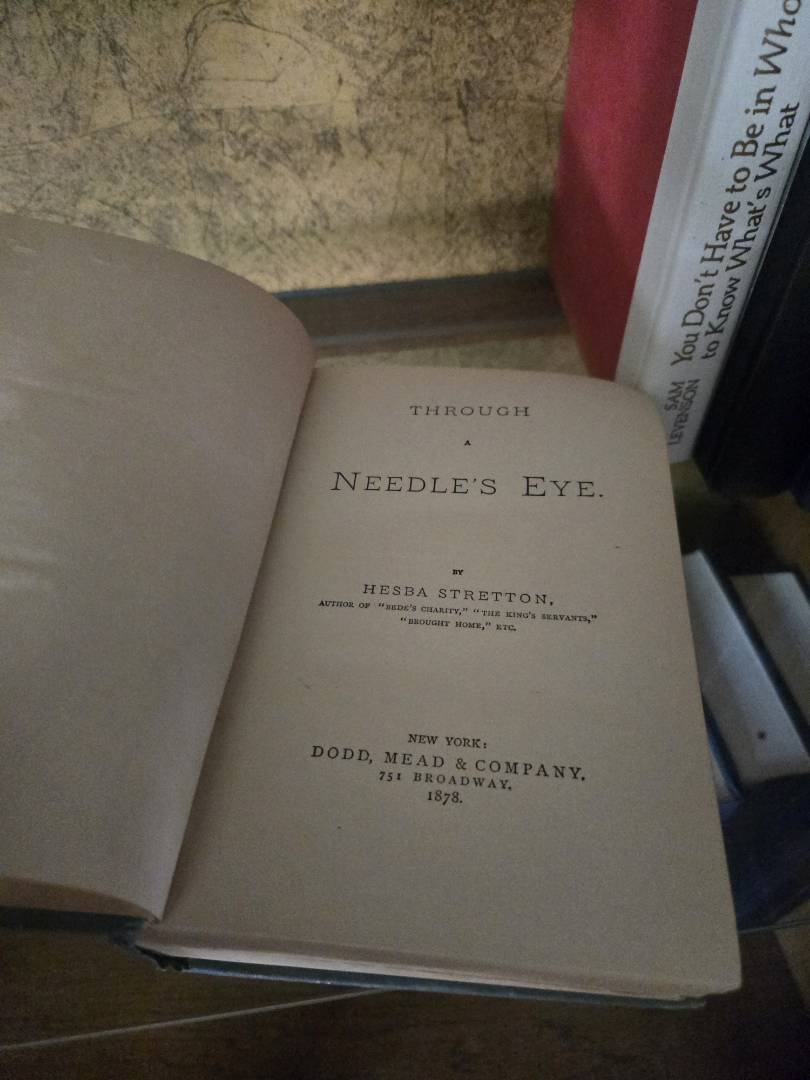 THROUGH
A
NEEDLE'S EYE.
BY
HESBA STRETTON,
AUTHOR OF "BEDE'S CHARITY," "THE KING'S SERVANTS,"
"BROUGHT HOME," ETC.
NEW YORK:
DODD, MEAD & COMPANY,
751 BROADWAY.
1878.
SAM
LEVENSON
You Don't Have to Be in Who
to Know What's What